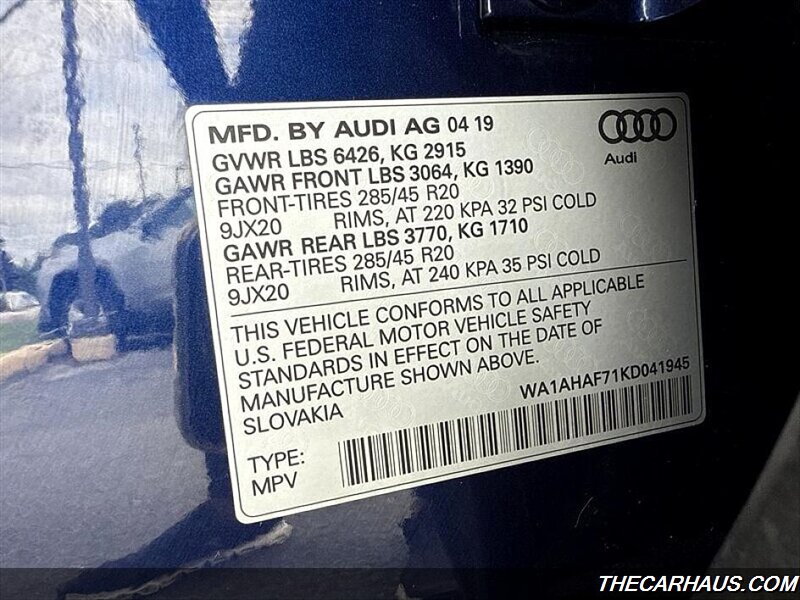 MFD. BY AUDI AG 04 19
Audi
GVWR LBS 6426, KG 2915
GAWR FRONT LBS 3064, KG 1390
FRONT-TIRES 285/45 R20
9JX20 RIMS, AT 220 KPA 32 PSI COLD
GAWR REAR LBS 3770, KG 1710
REAR-TIRES 285/45 R20
9JX20 RIMS, AT 240 KPA 35 PSI COLD
THIS VEHICLE CONFORMS TO ALL APPLICABLE
U.S. FEDERAL MOTOR VEHICLE SAFETY
STANDARDS IN EFFECT ON THE DATE OF
MANUFACTURE SHOWN ABOVE.
SLOVAKIA
WA1AHAF71KD041945
TYPE:
MPV
THECARHAUS.COM